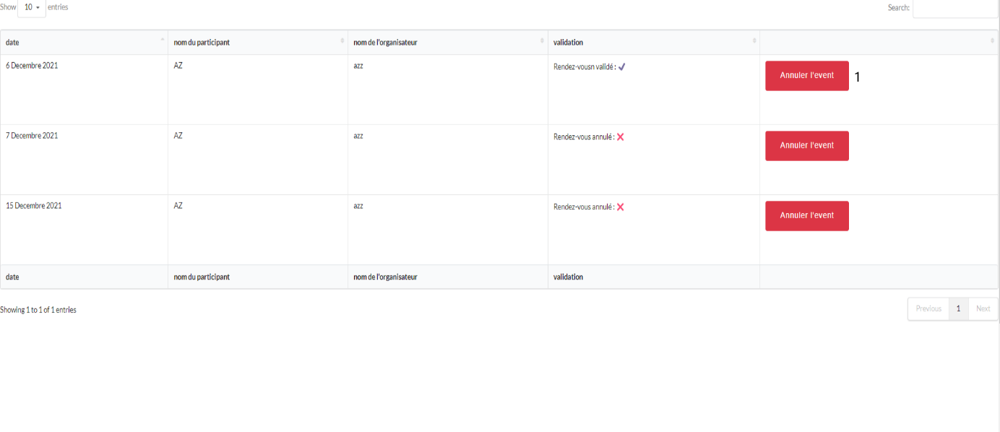 Show 10 entries Search:
date nom du participant nom de l'organisateur validation
6 Decembre 2021 AZ azz Rendez-vousn validé : ✔ Annuler l'event 1
7 Decembre 2021 AZ azz Rendez-vous annulé : ❌ Annuler l'event
15 Decembre 2021 AZ azz Rendez-vous annulé : ❌ Annuler l'event
date nom du participant nom de l'organisateur validation
Showing 1 to 1 of 1 entries Previous 1 Next